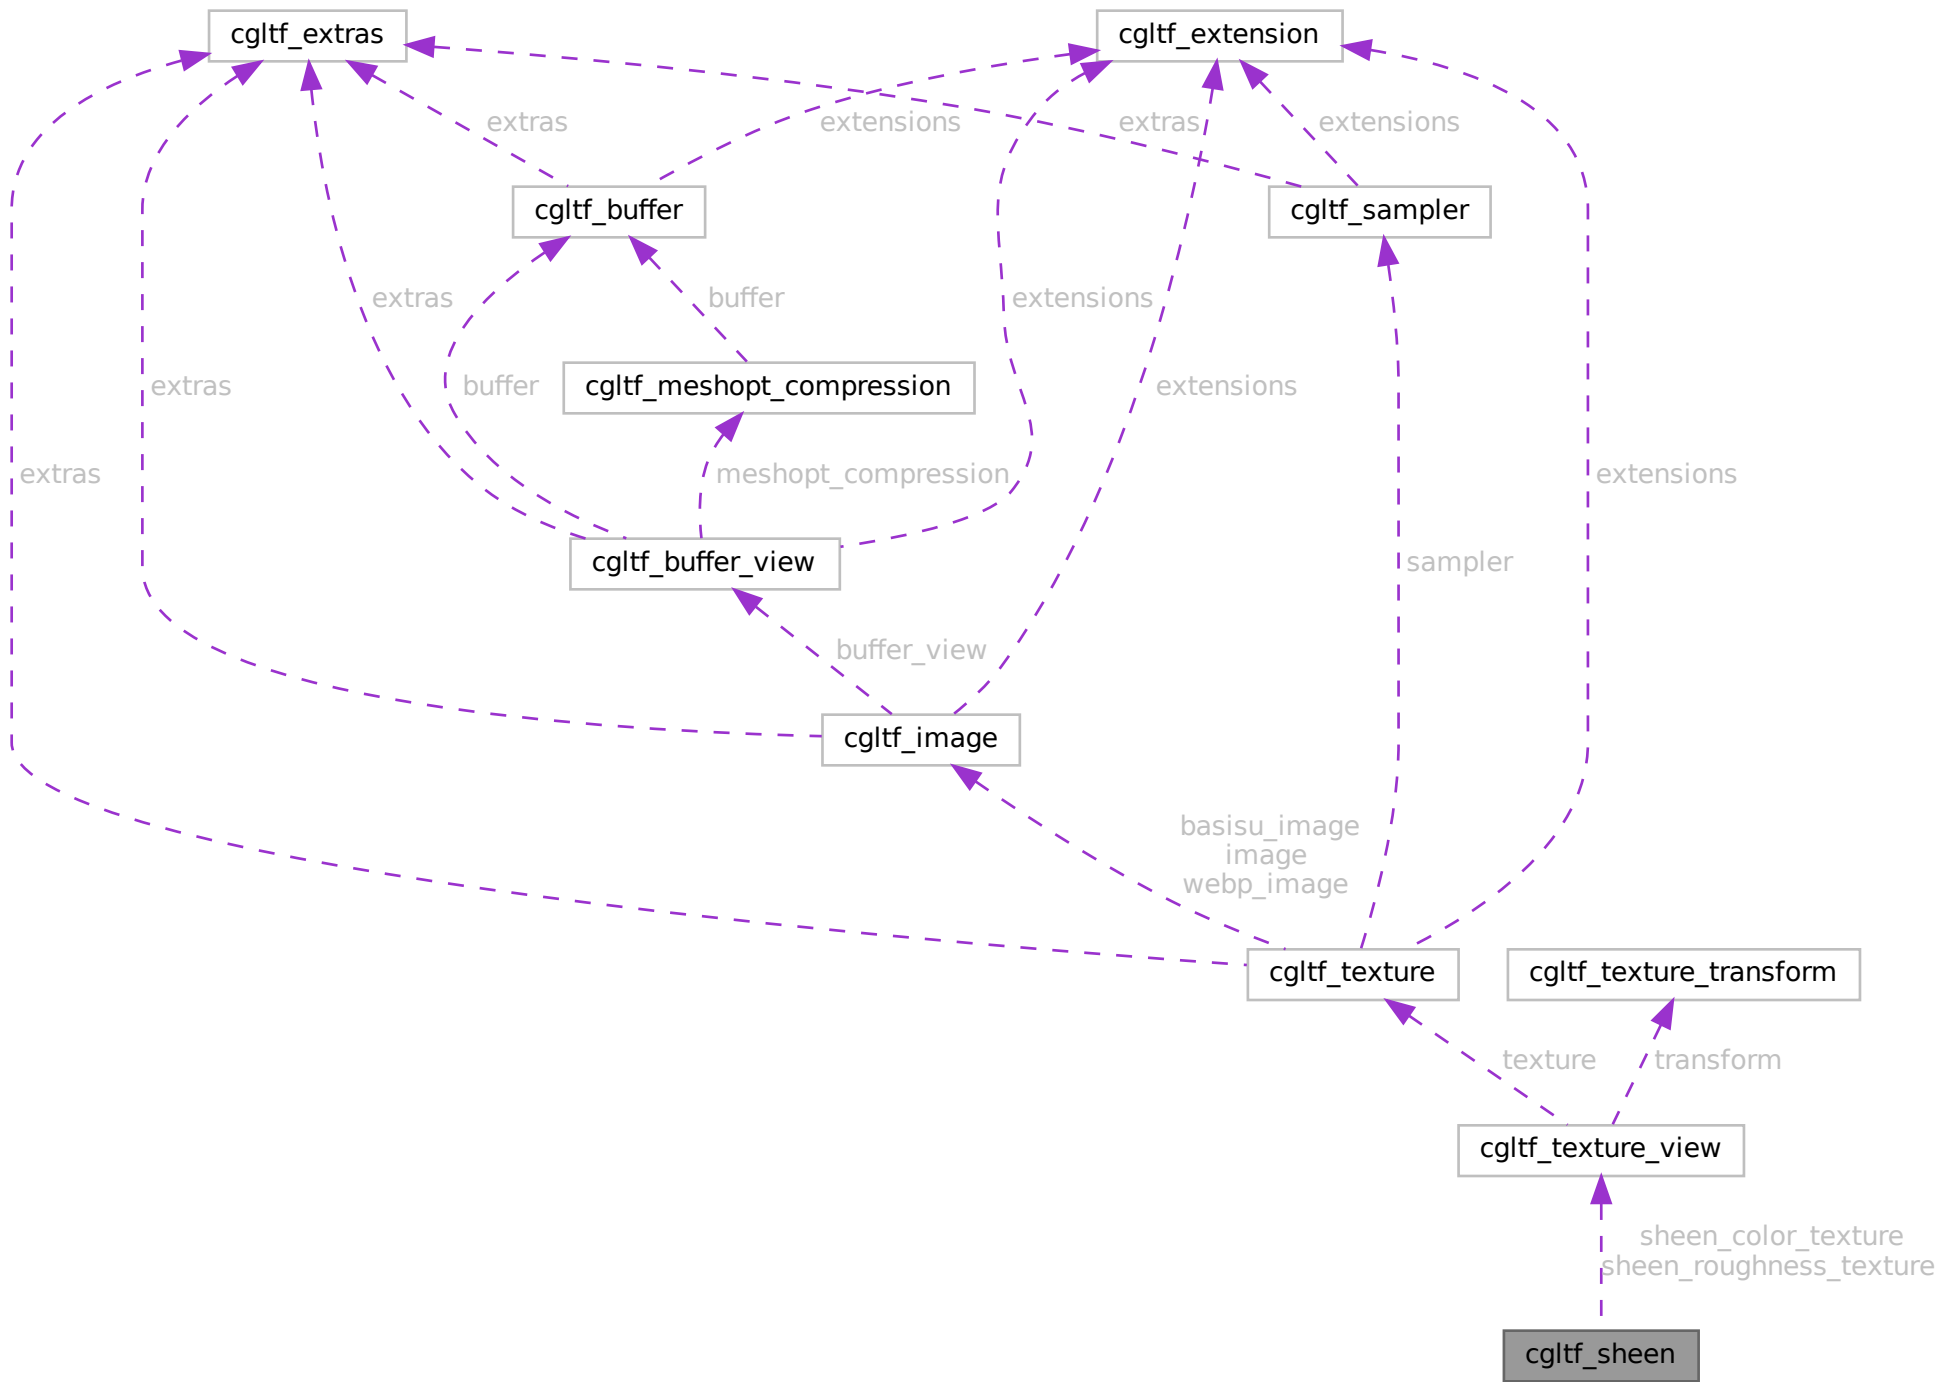 cgltf_extras
cgltf_extension
extras
extensions
extras
extensions
cgltf_buffer
cgltf_sampler
extras
buffer
extensions
extras
buffer
cgltf_meshopt_compression
extensions
extras
meshopt_compression
extensions
cgltf_buffer_view
sampler
buffer_view
cgltf_image
basisu_image
image
webp_image
cgltf_texture
cgltf_texture_transform
texture
transform
cgltf_texture_view
sheen_color_texture
sheen_roughness_texture
cgltf_sheen